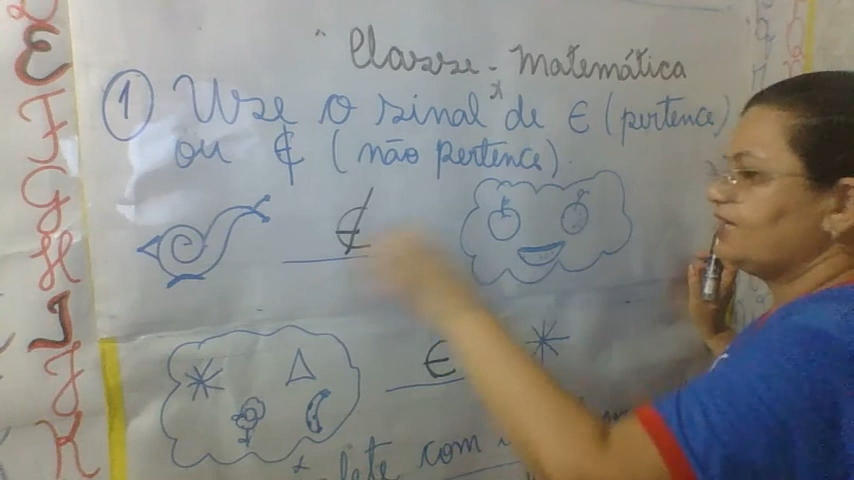 Classe - Matemática
① Use o sinal de ∈ (pertence)
ou ∉ (não pertence).
∉
∈
lete com
E
F
G
H
I
J
K